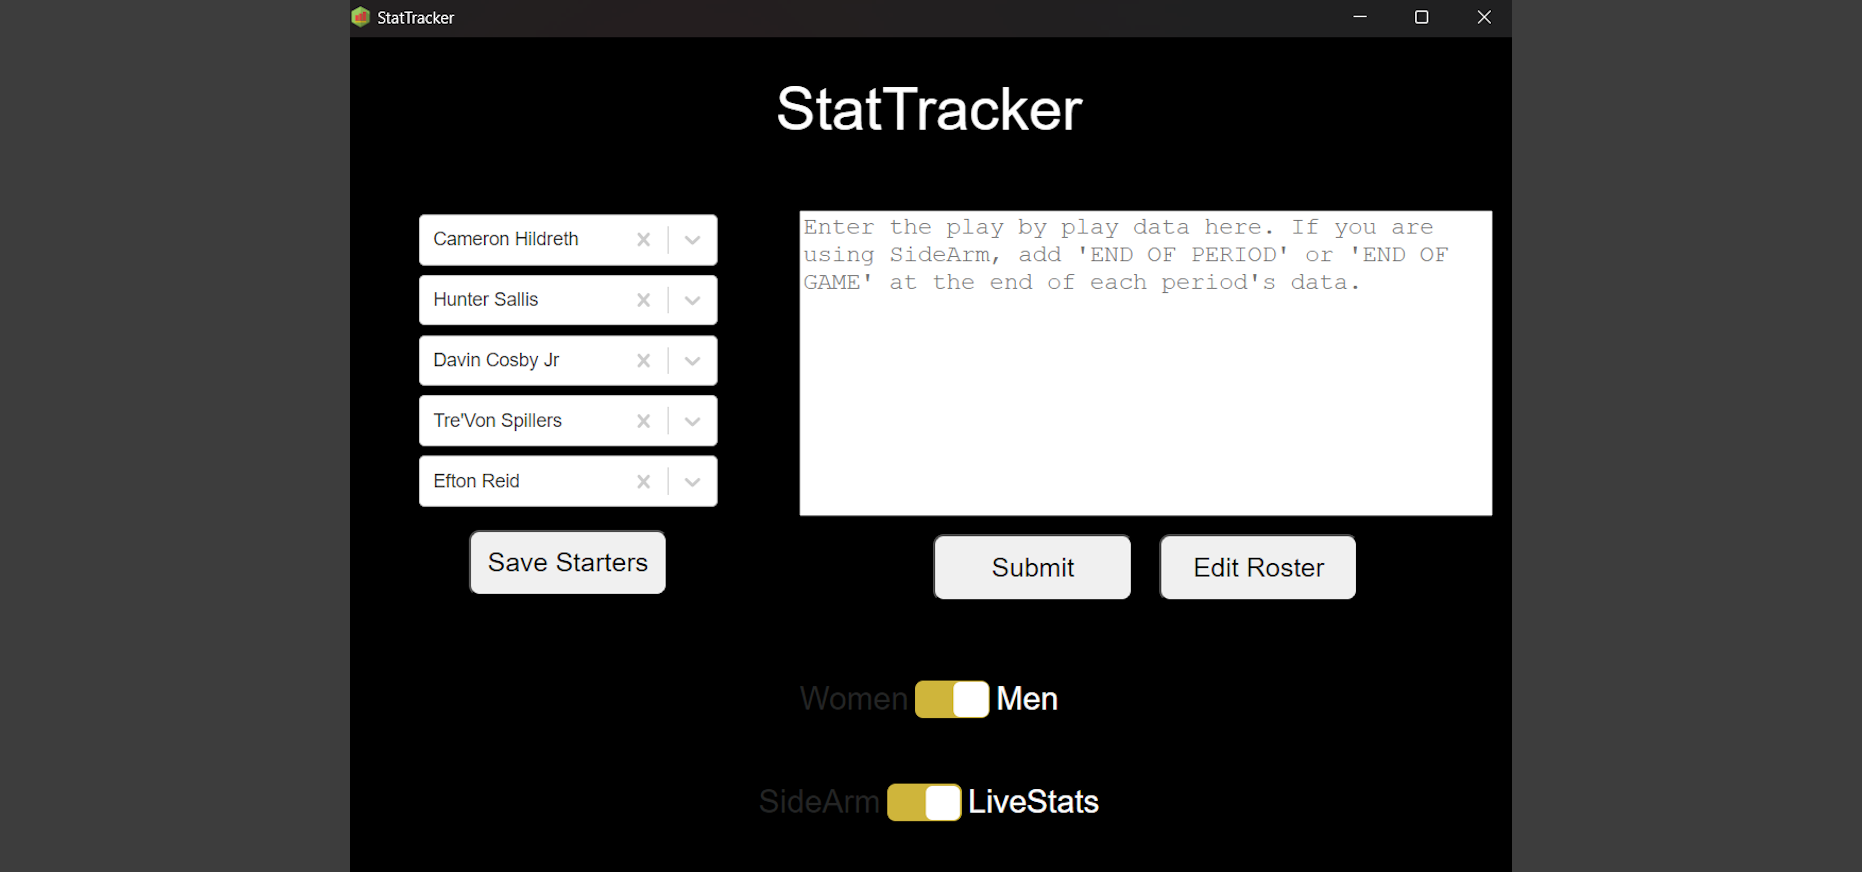 StatTracker
StatTracker
Cameron Hildreth
Hunter Sallis
Davin Cosby Jr
Tre'Von Spillers
Efton Reid
Save Starters
Enter the play by play data here. If you are
using SideArm, add 'END OF PERIOD' or 'END OF
GAME' at the end of each period's data.
Submit
Edit Roster
Women Men
SideArm LiveStats